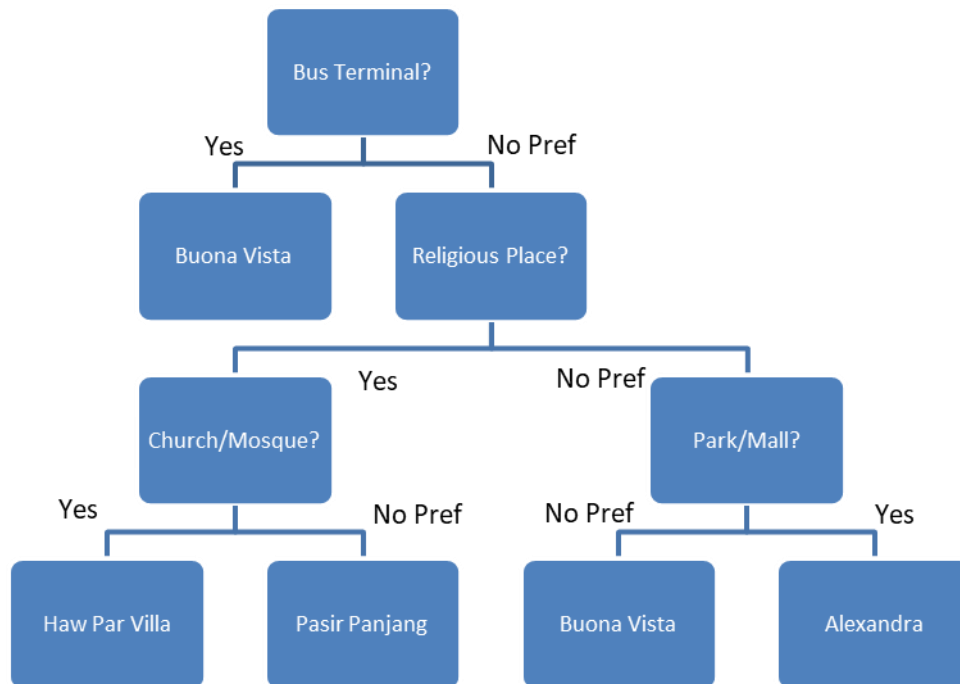 Bus Terminal?
Yes
No Pref
Buona Vista
Religious Place?
Yes
No Pref
Church/Mosque?
Park/Mall?
Yes
No Pref
No Pref
Yes
Haw Par Villa
Pasir Panjang
Buona Vista
Alexandra